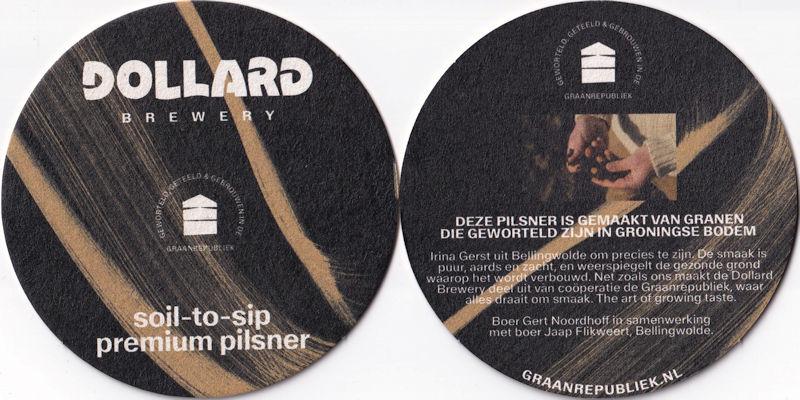 DOLLARD
BREWERY
GEWORTELD, GETEELD & GEBROUWEN IN DE
GRAANREPUBLIEK
soil-to-sip
premium pilsner
GEWORTELD, GETEELD & GEBROUWEN IN DE
GRAANREPUBLIEK
DEZE PILSNER IS GEMAAKT VAN GRANEN
DIE GEWORTELD ZIJN IN GRONINGSE BODEM
Irina Gerst uit Bellingwolde om precies te zijn. De smaak is
puur, aards en zacht, en weerspiegelt de gezonde grond
waarop het wordt verbouwd. Net zoals ons maakt de Dollard
Brewery deel uit van coöperatie de Graanrepubliek, waar
alles draait om smaak. The art of growing taste.
Boer Gert Noordhoff in samenwerking
met boer Jaap Flikweert, Bellingwolde.
GRAANREPUBLIEK.NL